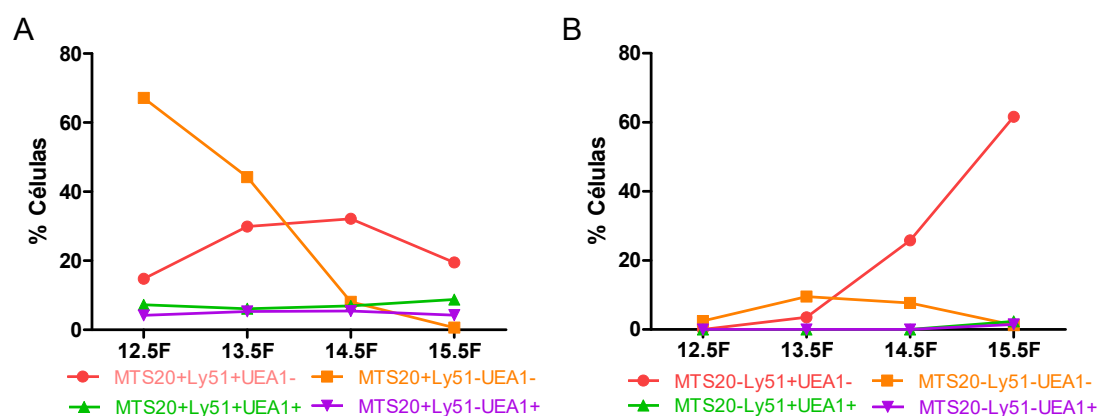 A
% Células
80
60
40
20
0
12.5F 13.5F 14.5F 15.5F
MTS20+Ly51+UEA1- MTS20+Ly51-UEA1-
MTS20+Ly51+UEA1+ MTS20+Ly51-UEA1+
B
% Células
80
60
40
20
0
12.5F 13.5F 14.5F 15.5F
MTS20-Ly51+UEA1- MTS20-Ly51-UEA1-
MTS20-Ly51+UEA1+ MTS20-Ly51-UEA1+